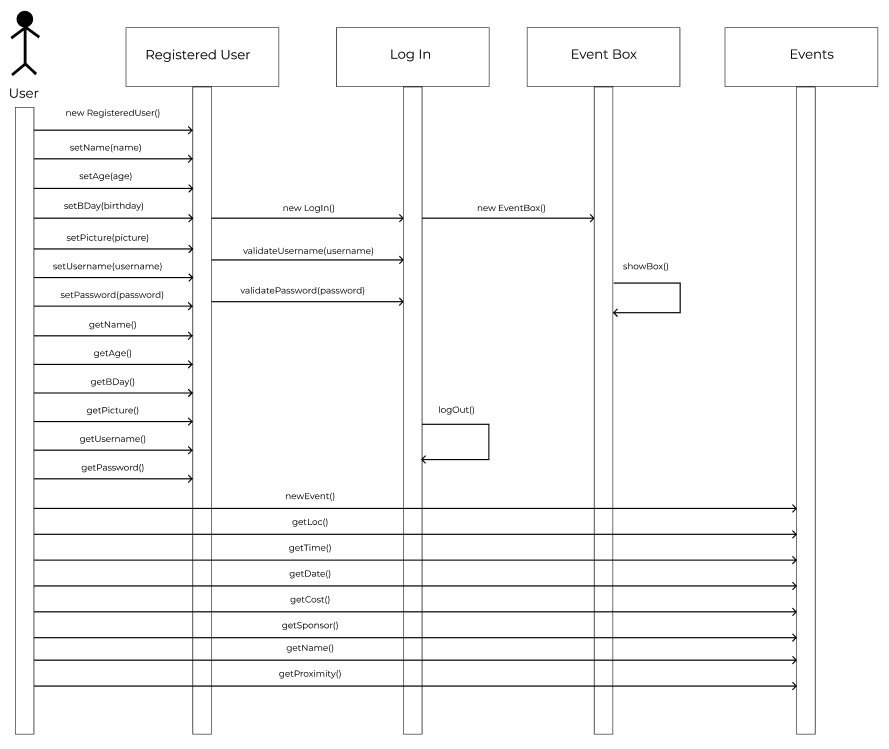 User
Registered User
Log In
Event Box
Events
new RegisteredUser()
setName(name)
setAge(age)
setBDay(birthday)
new LogIn()
new EventBox()
setPicture(picture)
validateUsername(username)
setUsername(username)
showBox()
setPassword(password)
validatePassword(password)
getName()
getAge()
getBDay()
getPicture()
logOut()
getUsername()
getPassword()
newEvent()
getLoc()
getTime()
getDate()
getCost()
getSponsor()
getName()
getProximity()